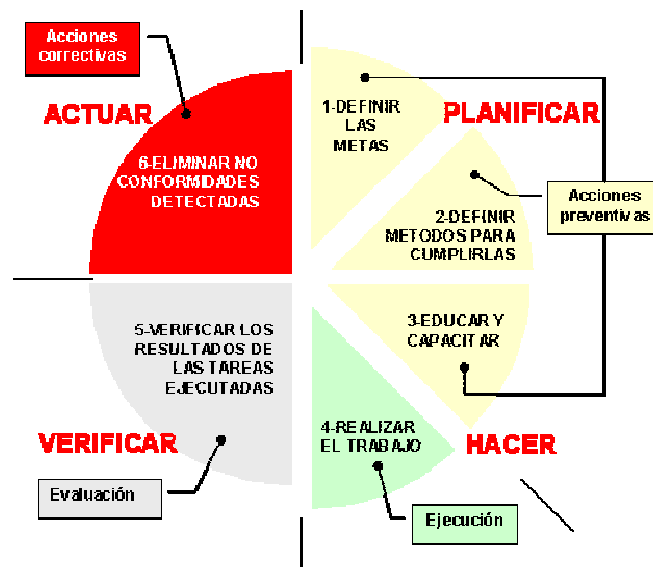 Acciones
correctivas
ACTUAR
1-DEFINIR
LAS
METAS
PLANIFICAR
6-ELIMINAR NO
CONFORMIDADES
DETECTADAS
2-DEFINIR
METODOS PARA
CUMPLIRLAS
Acciones
preventivas
3-EDUCAR Y
CAPACITAR
5-VERIFICAR LOS
RESULTADOS DE
LAS TAREAS
EJECUTADAS
4-REALIZAR
EL TRABAJO
VERIFICAR
HACER
Evaluación
Ejecución